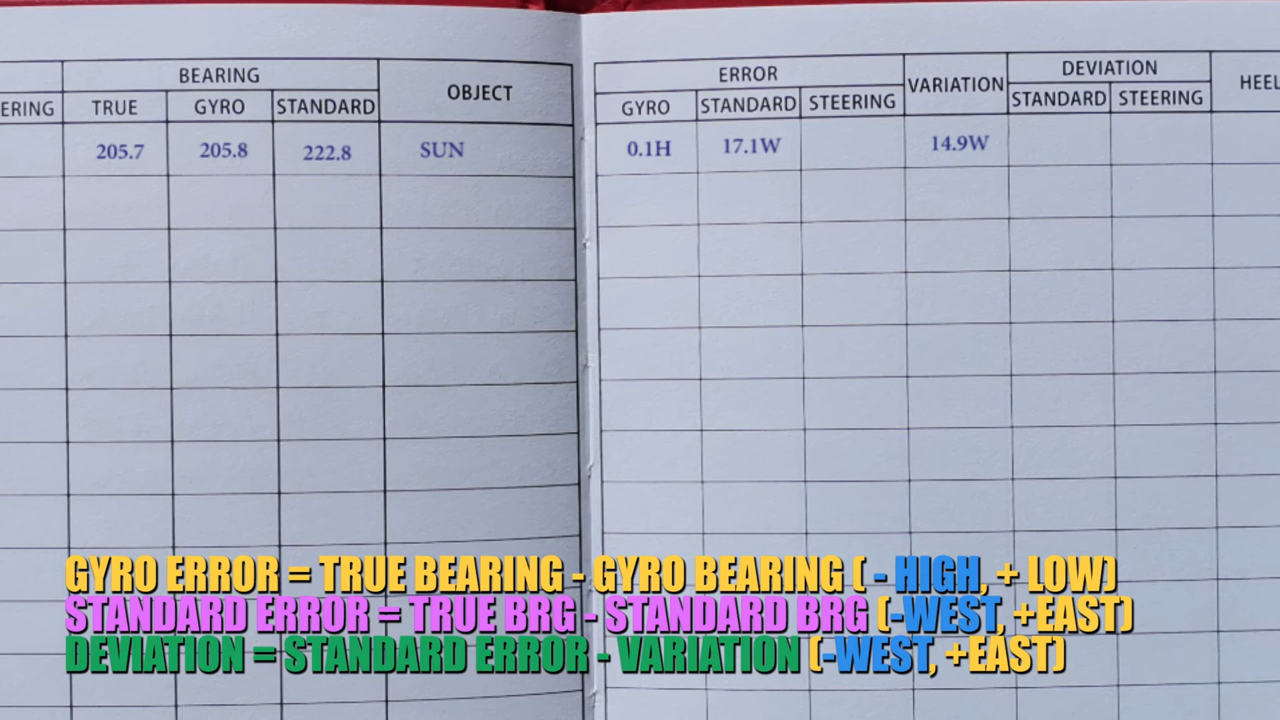 BEARING
OBJECT
ERING TRUE GYRO STANDARD
205.7 205.8 222.8 SUN
ERROR VARIATION DEVIATION HEEL
GYRO STANDARD STEERING STANDARD STEERING
0.1H 17.1W 14.9W
GYRO ERROR = TRUE BEARING - GYRO BEARING ( - HIGH, + LOW)
STANDARD ERROR = TRUE BRG - STANDARD BRG (-WEST, +EAST)
DEVIATION = STANDARD ERROR - VARIATION (-WEST, +EAST)